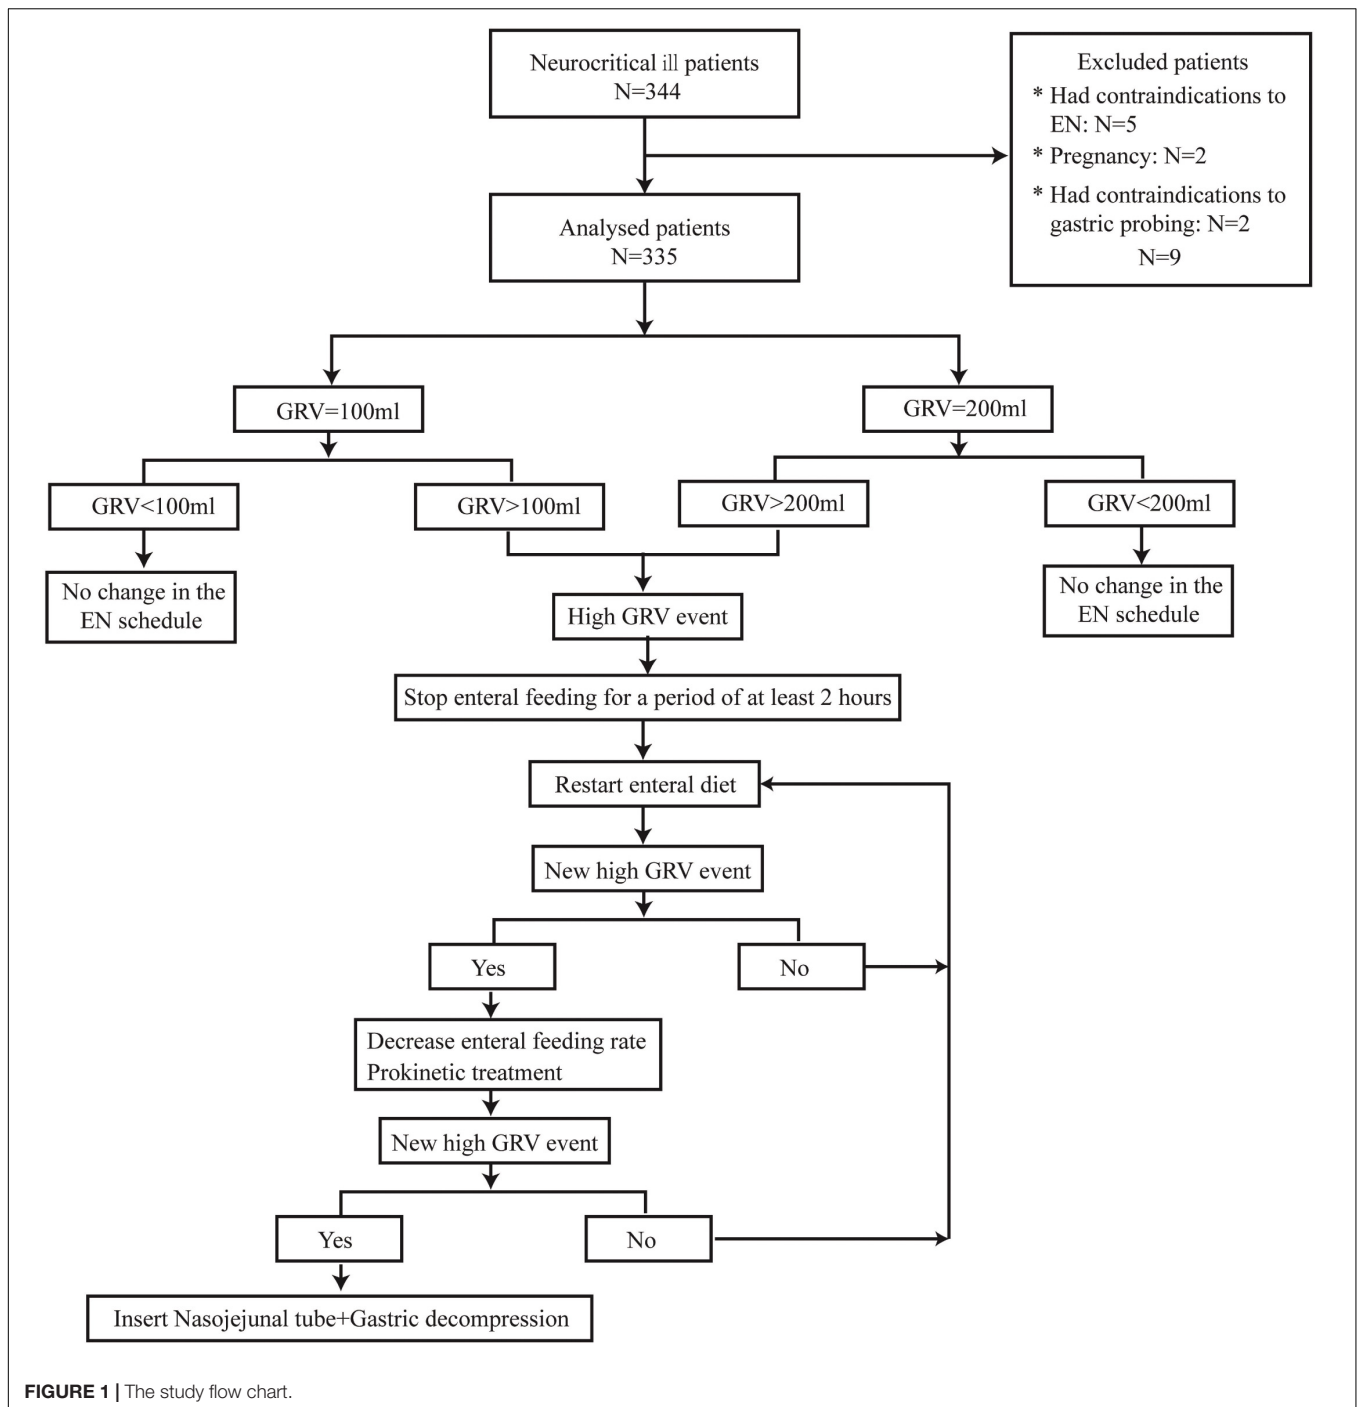 Neurocritical ill patients
N=344
Excluded patients
* Had contraindications to
EN: N=5
* Pregnancy: N=2
* Had contraindications to
gastric probing: N=2
N=9
Analysed patients
N=335
GRV=100ml
GRV=200ml
GRV<100ml
GRV>100ml
GRV>200ml
GRV<200ml
No change in the
EN schedule
No change in the
EN schedule
High GRV event
Stop enteral feeding for a period of at least 2 hours
Restart enteral diet
New high GRV event
Yes
No
Decrease enteral feeding rate
Prokinetic treatment
New high GRV event
Yes
No
Insert Nasojejunal tube+Gastric decompression
FIGURE 1 | The study flow chart.